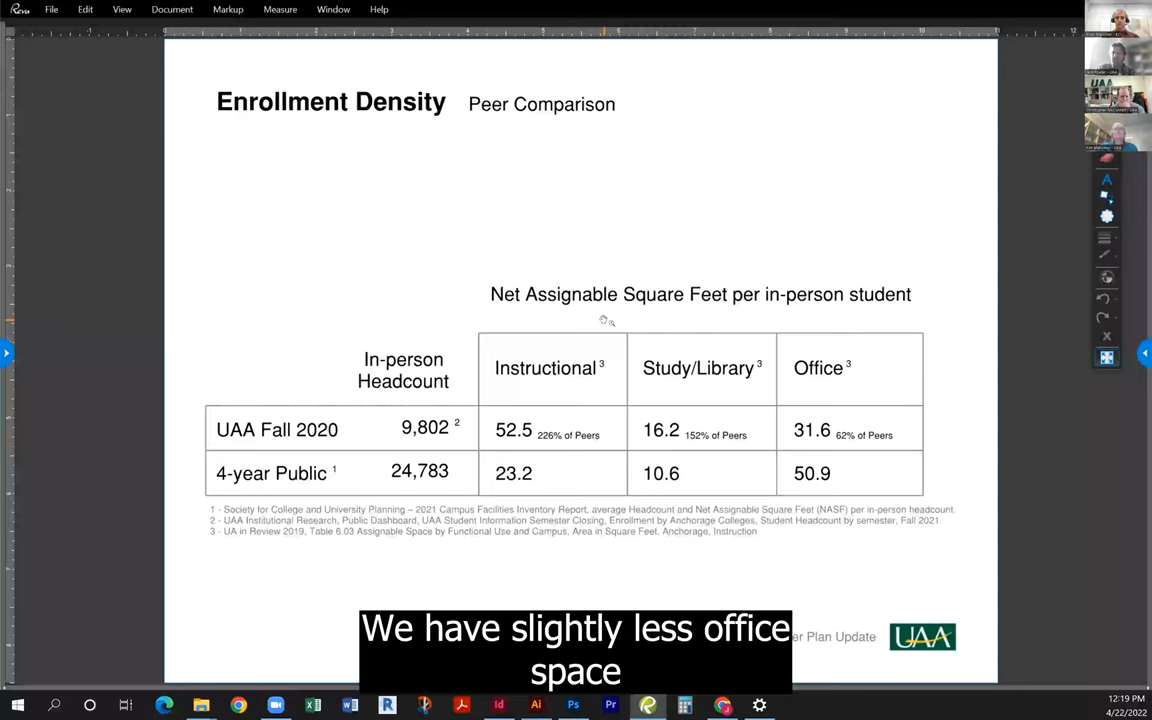 Revu File Edit View Document Markup Measure Window Help
Enrollment Density Peer Comparison
Net Assignable Square Feet per in-person student
In-person
Headcount
Instructional 3
Study/Library 3
Office 3
UAA Fall 2020 9,802 2 52.5 226% of Peers 16.2 152% of Peers 31.6 62% of Peers
4-year Public 1 24,783 23.2 10.6 50.9
1 - Society for College and University Planning – 2021 Campus Facilities Inventory Report, average Headcount and Net Assignable Square Feet (NASF) per in-person headcount.
2 - UAA Institutional Research, Public Dashboard, UAA Student Information Semester Closing, Enrollment by Anchorage Colleges, Student Headcount by semester, Fall 2021.
3 - UA in Review 2019, Table 6.03 Assignable Space by Functional Use and Campus, Area in Square Feet, Anchorage, Instruction
We have slightly less office
space
er Plan Update UAA
12:19 PM
4/22/2022